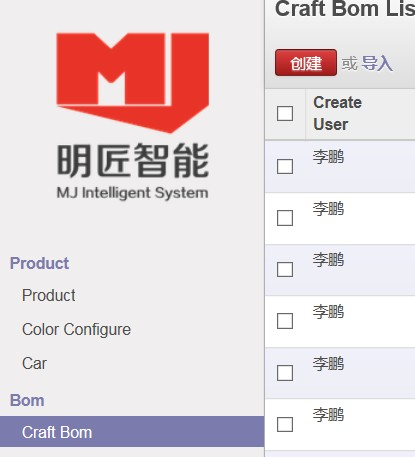 MJ
明匠智能
MJ Intelligent System
Product
Product
Color Configure
Car
Bom
Craft Bom
Craft Bom Lis
创建 或 导入
Create
User
李鹏
李鹏
李鹏
李鹏
李鹏
李鹏